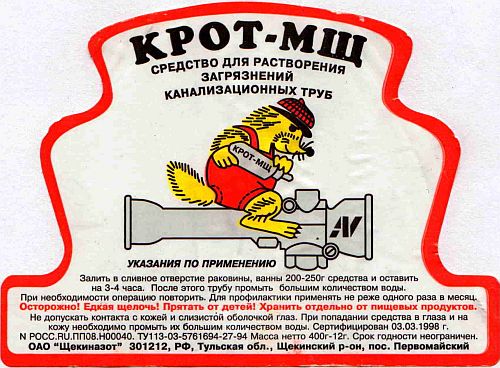 КРОТ-МЩ
СРЕДСТВО ДЛЯ РАСТВОРЕНИЯ
ЗАГРЯЗНЕНИЙ
КАНАЛИЗАЦИОННЫХ ТРУБ
КРОТ-МЩ
УКАЗАНИЯ ПО ПРИМЕНЕНИЮ
Залить в сливное отверстие раковины, ванны 200-250г средства и оставить
на 3-4 часа. После этого трубу промыть большим количеством воды.
При необходимости операцию повторить. Для профилактики применять не реже одного раза в месяц.
Осторожно! Едкая щелочь! Прятать от детей! Хранить отдельно от пищевых продуктов.
Не допускать контакта с кожей и слизистой оболочкой глаз. При попадании средства в глаза и на
кожу необходимо промыть их большим количеством воды. Сертифицирован 03.03.1998 г.
N РОСС.RU.ПП08.Н00040. ТУ113-03-5761694-27-94 Масса нетто 400г-12г. Срок годности неограничен.
ОАО "Щекиназот" 301212, РФ, Тульская обл., Щекинский р-он, пос. Первомайский